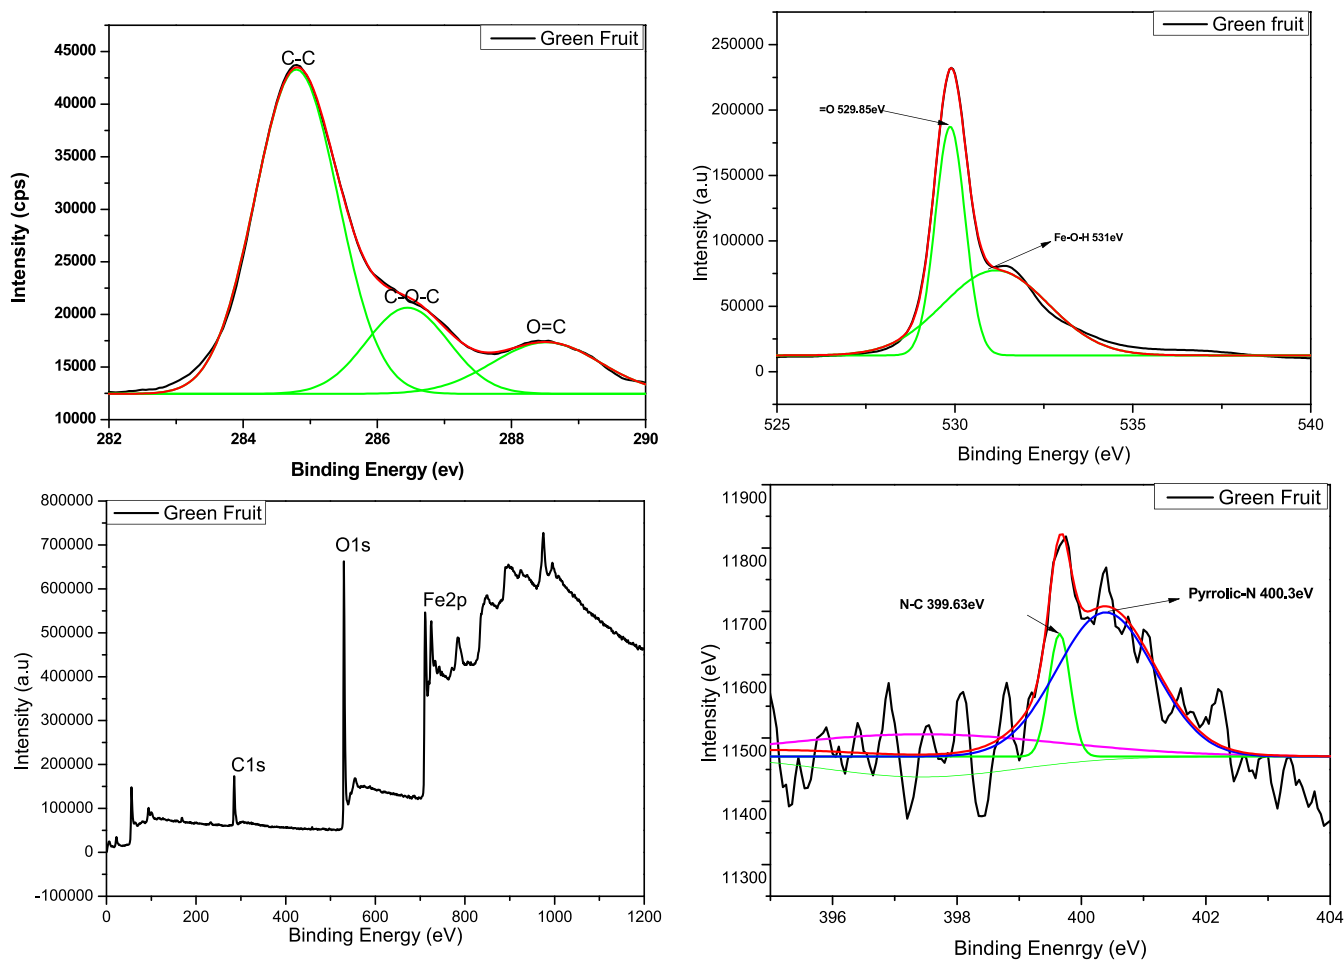 Green Fruit
C-C
C-O-C
O=C
45000
40000
35000
30000
25000
20000
15000
10000
282
284
286
288
290
Intensity (cps)
Binding Energy (ev)
Green fruit
=O 529.85eV
Fe-O-H 531eV
250000
200000
150000
100000
50000
0
525
530
535
540
Intensity (a.u)
Binding Energy (eV)
Green Fruit
O1s
Fe2p
C1s
800000
700000
600000
500000
400000
300000
200000
100000
0
-100000
0
200
400
600
800
1000
1200
Intensity (a.u)
Binding Energy (eV)
Green Fruit
N-C 399.63eV
Pyrrolic-N 400.3eV
11900
11800
11700
11600
11500
11400
11300
396
398
400
402
404
Intensity (eV)
Binding Enenrgy (eV)